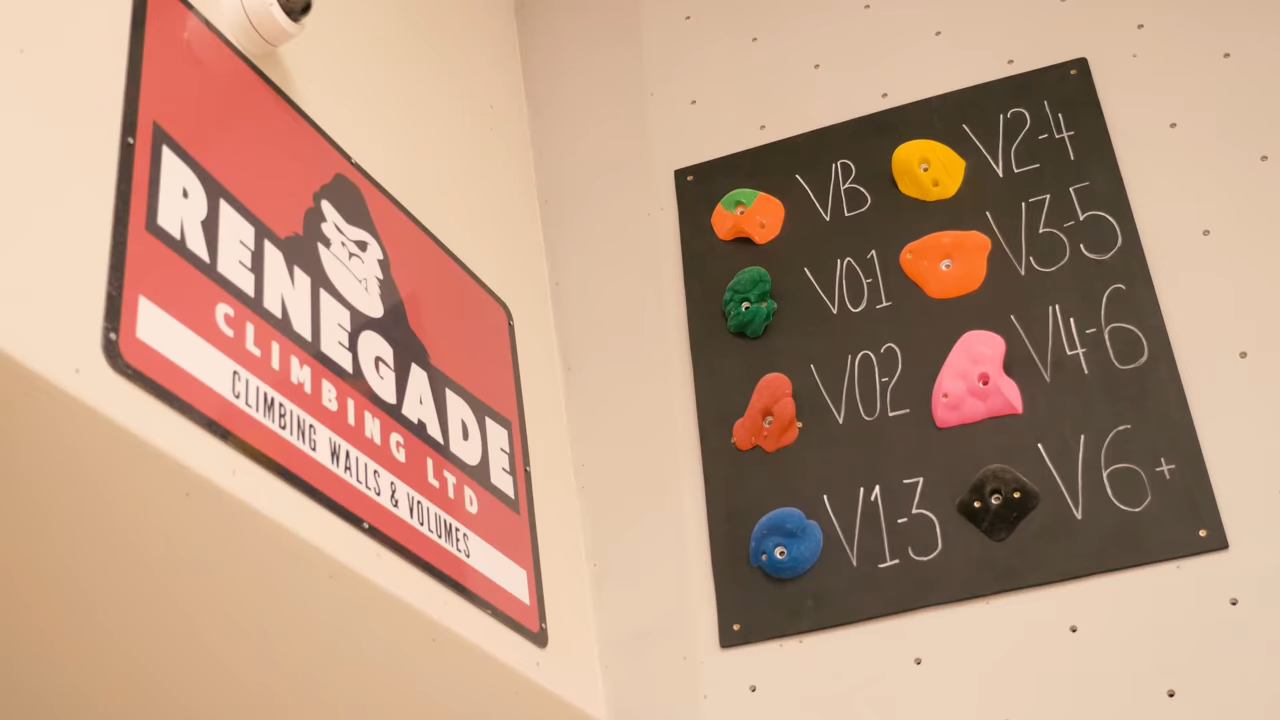 RENEGADE
CLIMBING LTD
CLIMBING WALLS & VOLUMES
VB
V2-4
V0-1
V3-5
V0-2
V4-6
V1-3
V6+